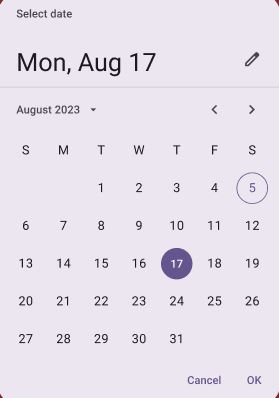 Select date
Mon, Aug 17
August 2023
S M T W T F S
1 2 3 4 5
6 7 8 9 10 11 12
13 14 15 16 17 18 19
20 21 22 23 24 25 26
27 28 29 30 31
Cancel OK